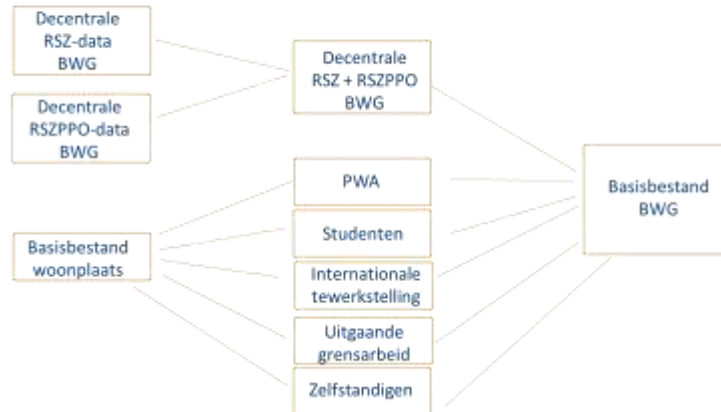 Decentrale
RSZ-data
BWG
Decentrale
RSZPPO-data
BWG
Basisbestand
woonplaats
Decentrale
RSZ + RSZPPO
BWG
PWA
Studenten
Internationale
tewerkstelling
Uitgaande
grensarbeid
Zelfstandigen
Basisbestand
BWG